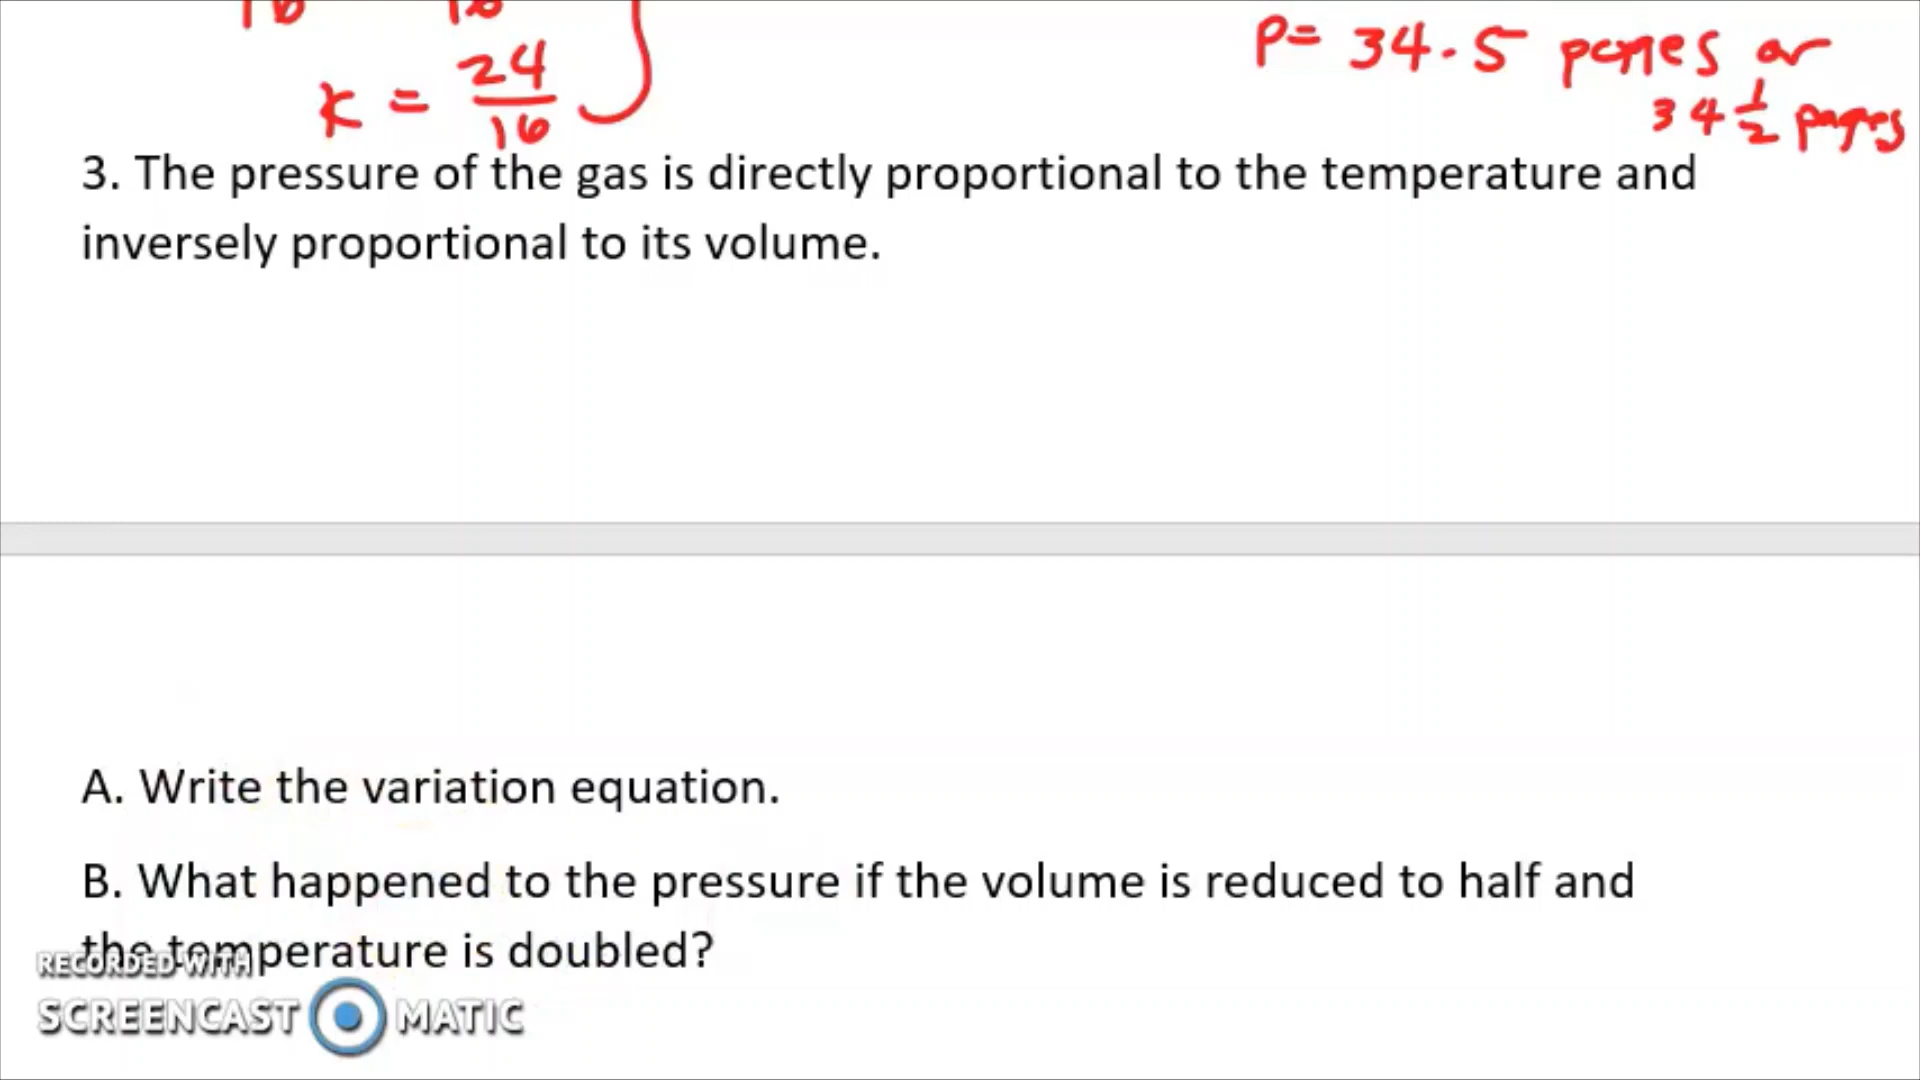 P= 34.5 pages or
34 1/2 pages
k = 24/16
3. The pressure of the gas is directly proportional to the temperature and
inversely proportional to its volume.
A. Write the variation equation.
B. What happened to the pressure if the volume is reduced to half and
the temperature is doubled?
RECORDED WITH
SCREENCAST MATIC